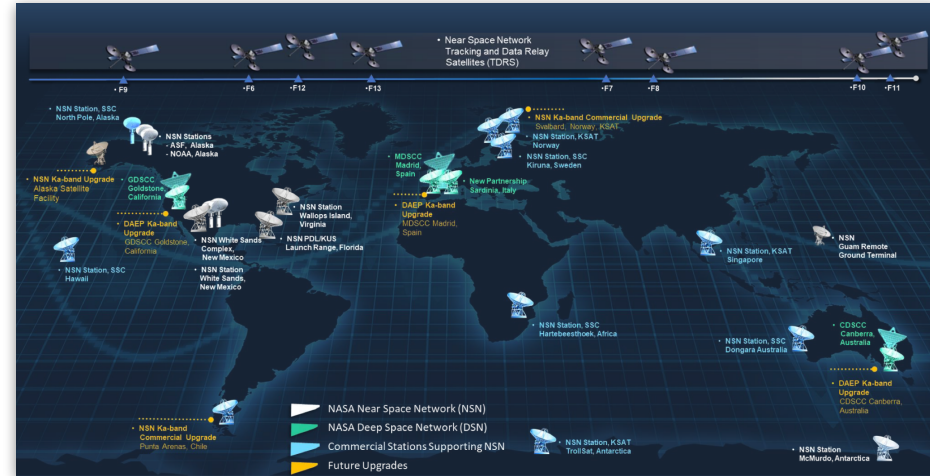 • Near Space Network
Tracking and Data Relay
Satellites (TDRS)
• F9
• F6
• F12
• F13
• F7
• F8
• F10
• F11
• NSN Station, SSC
North Pole, Alaska
• NSN Stations
- ASF, Alaska
- NOAA, Alaska
• NSN Ka-band Upgrade
Alaska Satellite
Facility
• GDSCC
Goldstone,
California
• DAEP Ka-band
Upgrade
GDSCC Goldstone,
California
• NSN Station, SSC
Hawaii
• NSN White Sands
Complex,
New Mexico
• NSN Station
White Sands,
New Mexico
• NSN Station
Wallops Island,
Virginia
• NSN PDL/KUS
Launch Range, Florida
• NSN Ka-band
Commercial Upgrade
Punta Arenas, Chile
• NSN Ka-band Commercial Upgrade
Svalbard, Norway, KSAT
• NSN Station, KSAT
Norway
• NSN Station, SSC
Kiruna, Sweden
• MDSCC
Madrid,
Spain
• New Partnership
Sardinia, Italy
• DAEP Ka-band
Upgrade
MDSCC Madrid,
Spain
• NSN Station, SSC
Hartebeesthoek, Africa
• NSN Station, KSAT
Singapore
• NSN
Guam Remote
Ground Terminal
• NSN Station, SSC
Dongara Australia
• CDSCC
Canberra,
Australia
• DAEP Ka-band
Upgrade
CDSCC Canberra,
Australia
• NSN Station, KSAT
TrollSat, Antarctica
• NSN Station
McMurdo, Antarctica
NASA Near Space Network (NSN)
NASA Deep Space Network (DSN)
Commercial Stations Supporting NSN
Future Upgrades